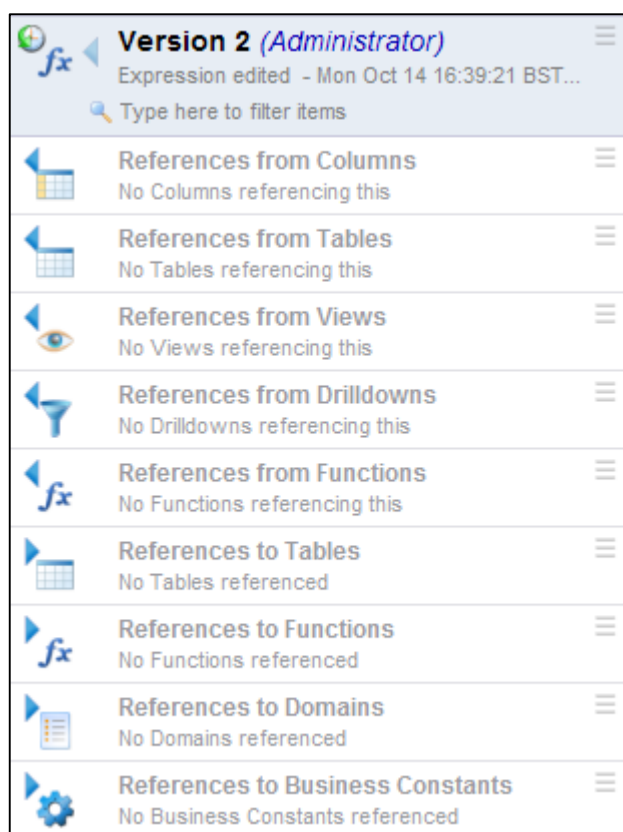 Version 2 (Administrator)
Expression edited - Mon Oct 14 16:39:21 BST...
Type here to filter items
References from Columns
No Columns referencing this
References from Tables
No Tables referencing this
References from Views
No Views referencing this
References from Drilldowns
No Drilldowns referencing this
fx
References from Functions
No Functions referencing this
References to Tables
No Tables referenced
fx
References to Functions
No Functions referenced
References to Domains
No Domains referenced
References to Business Constants
No Business Constants referenced